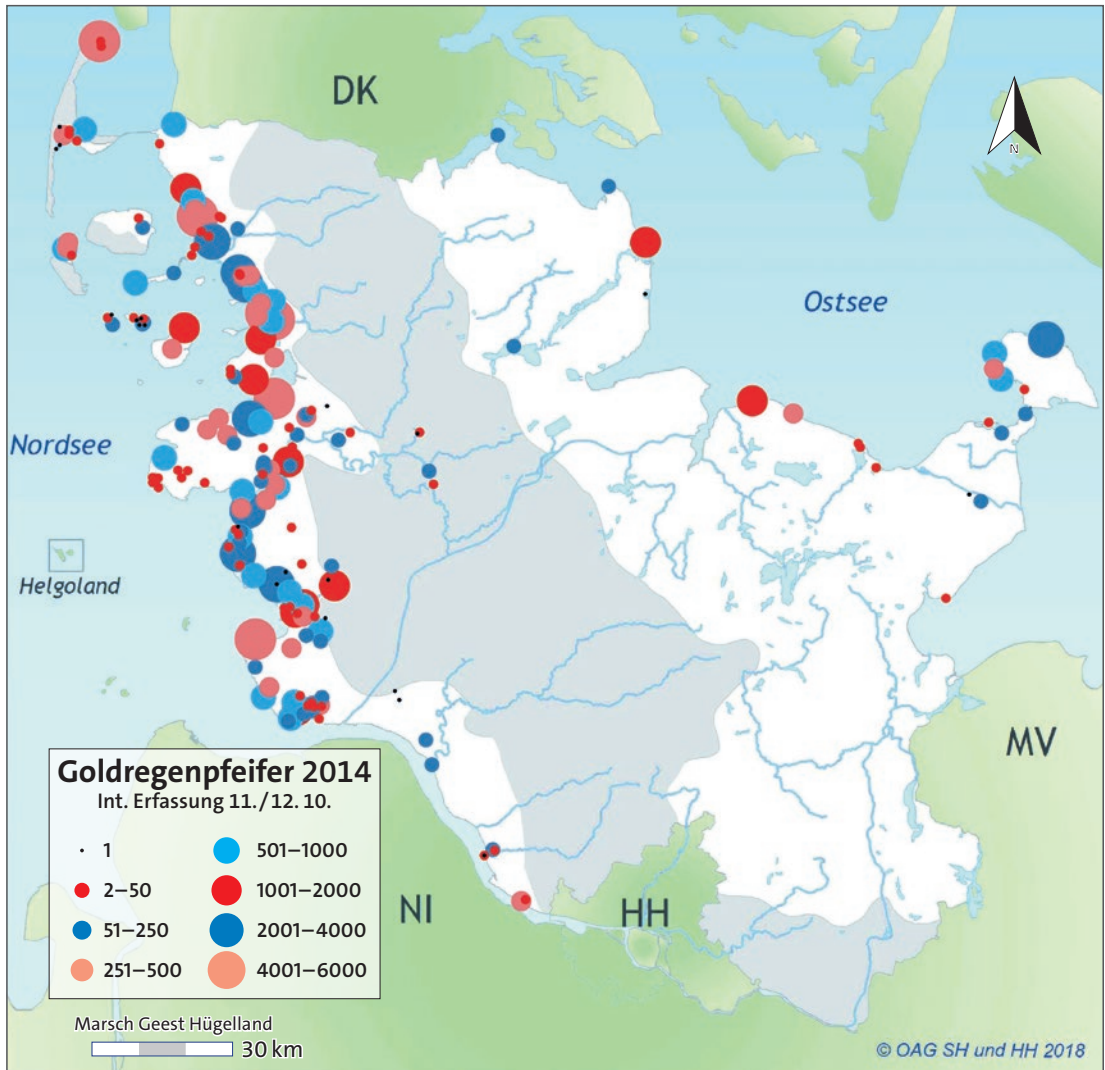 DK
N
Ostsee
Nordsee
Helgoland
MV
NI
HH
Goldregenpfeifer 2014
Int. Erfassung 11./12. 10.
1
2–50
51–250
251–500
501–1000
1001–2000
2001–4000
4001–6000
Marsch Geest Hügelland
30 km
© OAG SH und HH 2018